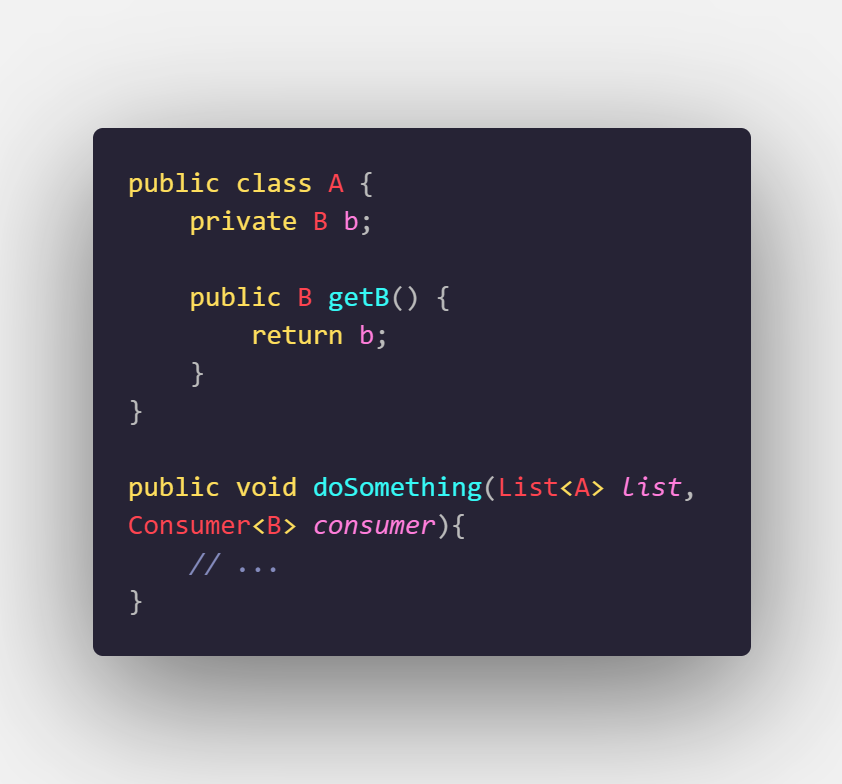 public class A {
    private B b;

    public B getB() {
        return b;
    }
}

public void doSomething(List<A> list,
Consumer<B> consumer){
    // ...
}